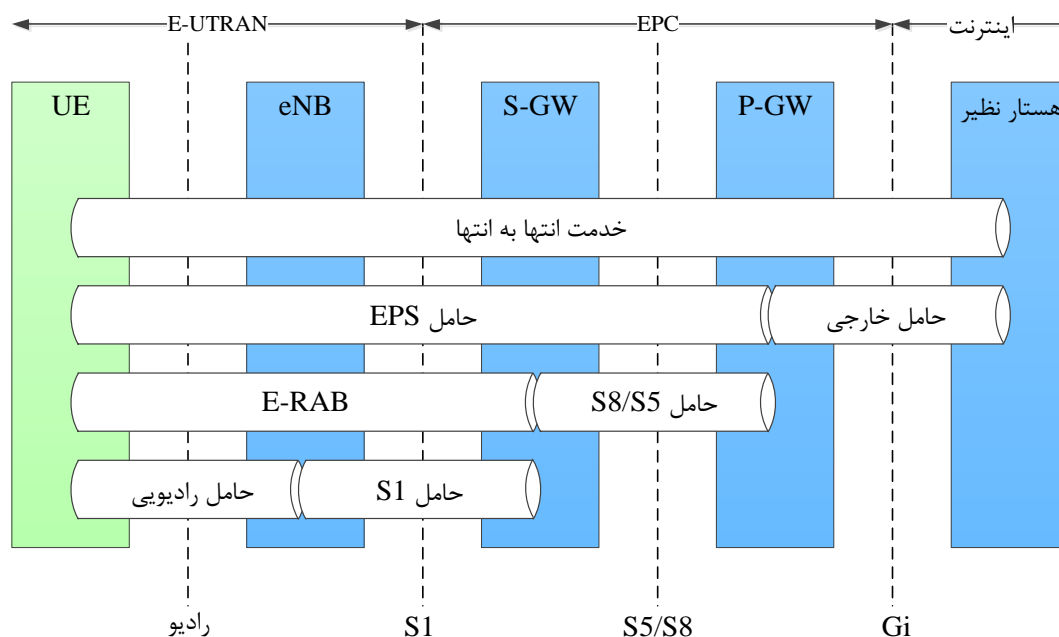 E-UTRAN
EPC
اینترنت
UE
eNB
S-GW
P-GW
هستار نظیر
خدمت انتها به انتها
حامل EPS
حامل خارجی
E-RAB
حامل S8/S5
حامل رادیویی
حامل S1
رادیو
S1
S5/S8
Gi